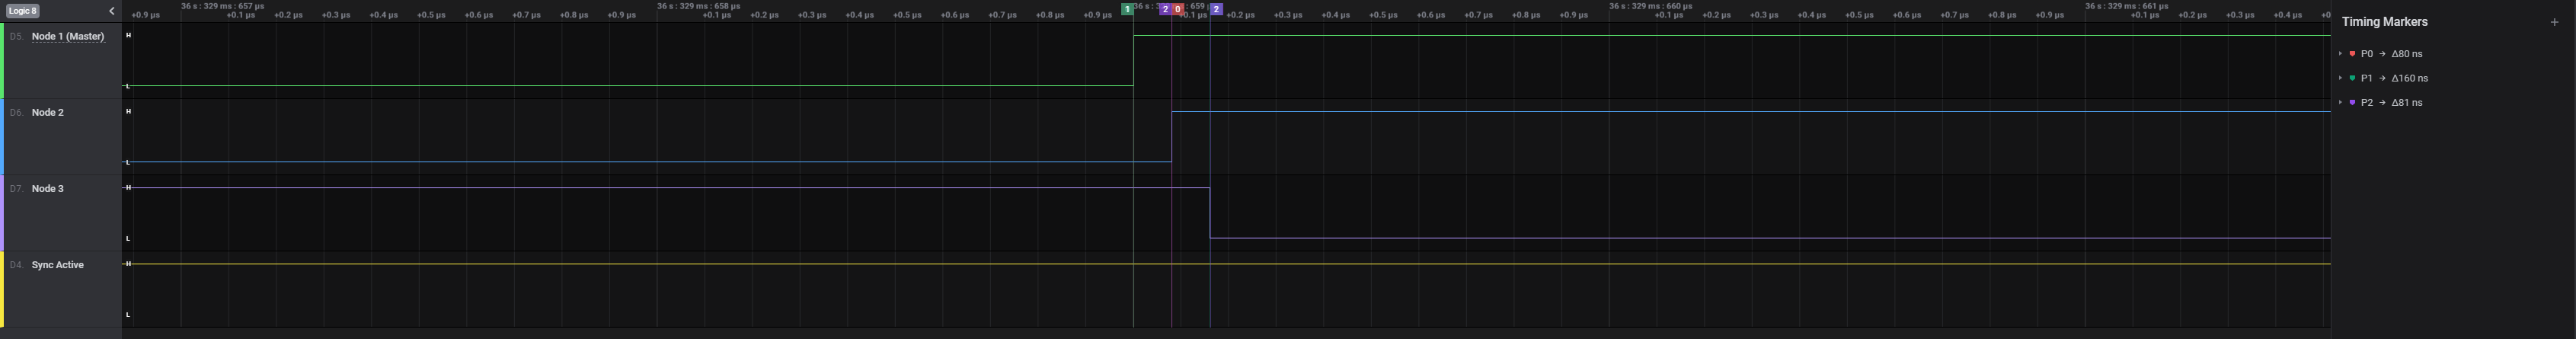 Logic 8
36 s : 329 ms : 657 µs
36 s : 329 ms : 658 µs
36 s : 3
659
36 s : 329 ms : 660 µs
36 s : 329 ms : 661 µs
+0.9 µs +0.1 µs +0.2 µs +0.3 µs +0.4 µs +0.5 µs +0.6 µs +0.7 µs +0.8 µs +0.9 µs +0.1 µs +0.2 µs +0.3 µs +0.4 µs +0.5 µs +0.6 µs +0.7 µs +0.8 µs +0.9 µs 1 2 0 0.1 µs 2 +0.2 µs +0.3 µs +0.4 µs +0.5 µs +0.6 µs +0.7 µs +0.8 µs +0.9 µs +0.1 µs +0.2 µs +0.3 µs +0.4 µs +0.5 µs +0.6 µs +0.7 µs +0.8 µs +0.9 µs +0.1 µs +0.2 µs +0.3 µs +0.4 µs +0
D5. Node 1 (Master)
H
L
D6. Node 2
H
L
D7. Node 3
H
L
D4. Sync Active
H
L
Timing Markers
P0 → Δ80 ns
P1 → Δ160 ns
P2 → Δ81 ns